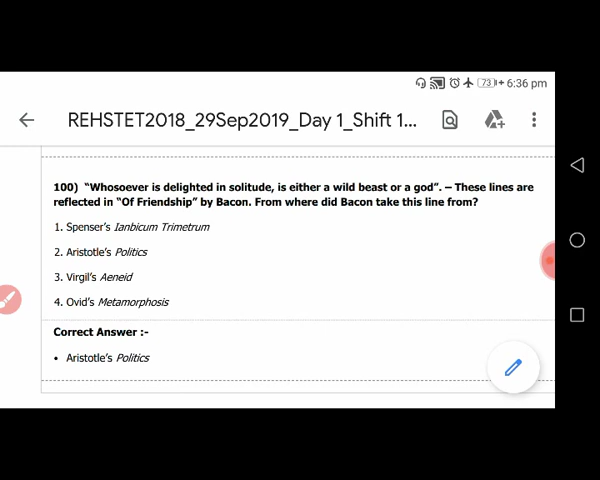 73 + 6:36 pm
REHSTET2018_29Sep2019_Day 1_Shift 1...
100) “Whosoever is delighted in solitude, is either a wild beast or a god”. – These lines are
reflected in “Of Friendship” by Bacon. From where did Bacon take this line from?
1. Spenser’s Ianbicum Trimetrum
2. Aristotle’s Politics
3. Virgil’s Aeneid
4. Ovid’s Metamorphosis
Correct Answer :-
• Aristotle’s Politics